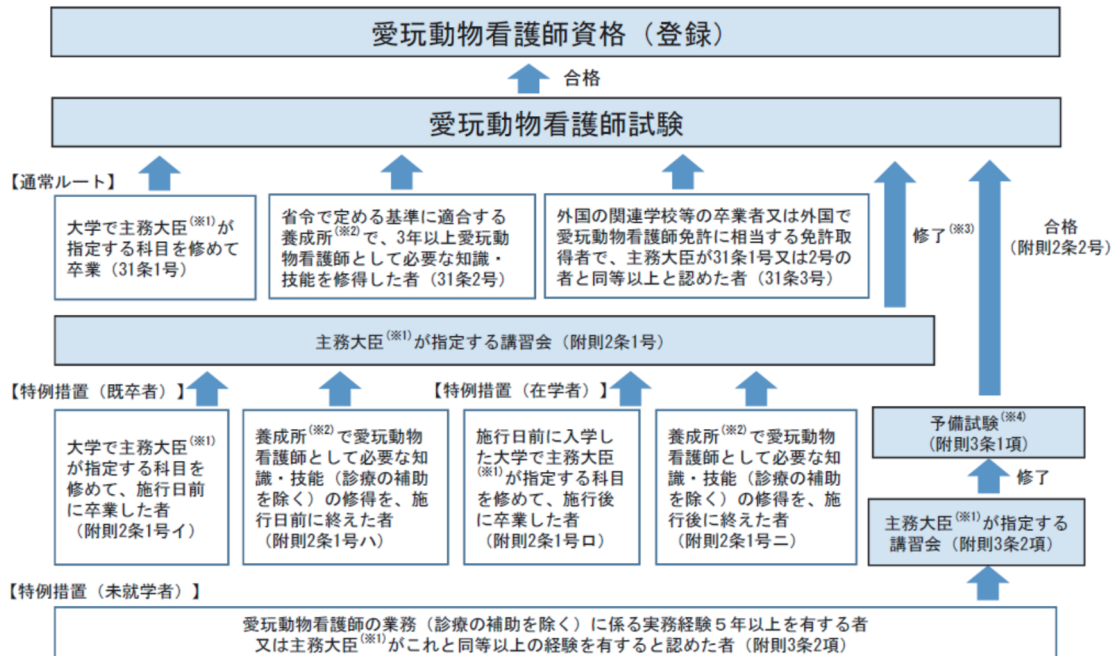 愛玩動物看護師資格（登録）
合格
愛玩動物看護師試験
【通常ルート】
大学で主務大臣(※1)が
指定する科目を修めて
卒業（31条1号）
省令で定める基準に適合する
養成所(※2)で、3年以上愛玩動
物看護師として必要な知識・
技能を修得した者（31条2号）
外国の関連学校等の卒業者又は外国で
愛玩動物看護師免許に相当する免許取
得者で、主務大臣が31条1号又は2号の
者と同等以上と認めた者（31条3号）
修了(※3)
合格
（附則2条2号）
主務大臣(※1)が指定する講習会（附則2条1号）
【特例措置（既卒者）】
【特例措置（在学者）】
大学で主務大臣(※1)
が指定する科目を
修めて、施行日前
に卒業した者
（附則2条1号イ）
養成所(※2)で愛玩動物
看護師として必要な知
識・技能（診療の補助
を除く）の修得を、施
行日前に終えた者
（附則2条1号ハ）
施行日前に入学し
た大学で主務大臣
(※1)が指定する科目
を修めて、施行後
に卒業した者
（附則2条1号ロ）
養成所(※2)で愛玩動物
看護師として必要な知
識・技能（診療の補助
を除く）の修得を、施
行後に終えた者
（附則2条1号ニ）
予備試験(※4)
（附則3条1項）
修了
主務大臣(※1)が指定する
講習会（附則3条2項）
【特例措置（未就学者）】
愛玩動物看護師の業務（診療の補助を除く）に係る実務経験５年以上を有する者
又は主務大臣(※1)がこれと同等以上の経験を有すると認めた者（附則3条2項）